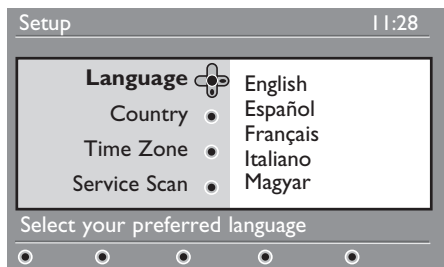 Setup 11:28
Language
Country
Time Zone
Service Scan
English
Español
Français
Italiano
Magyar
Select your preferred language